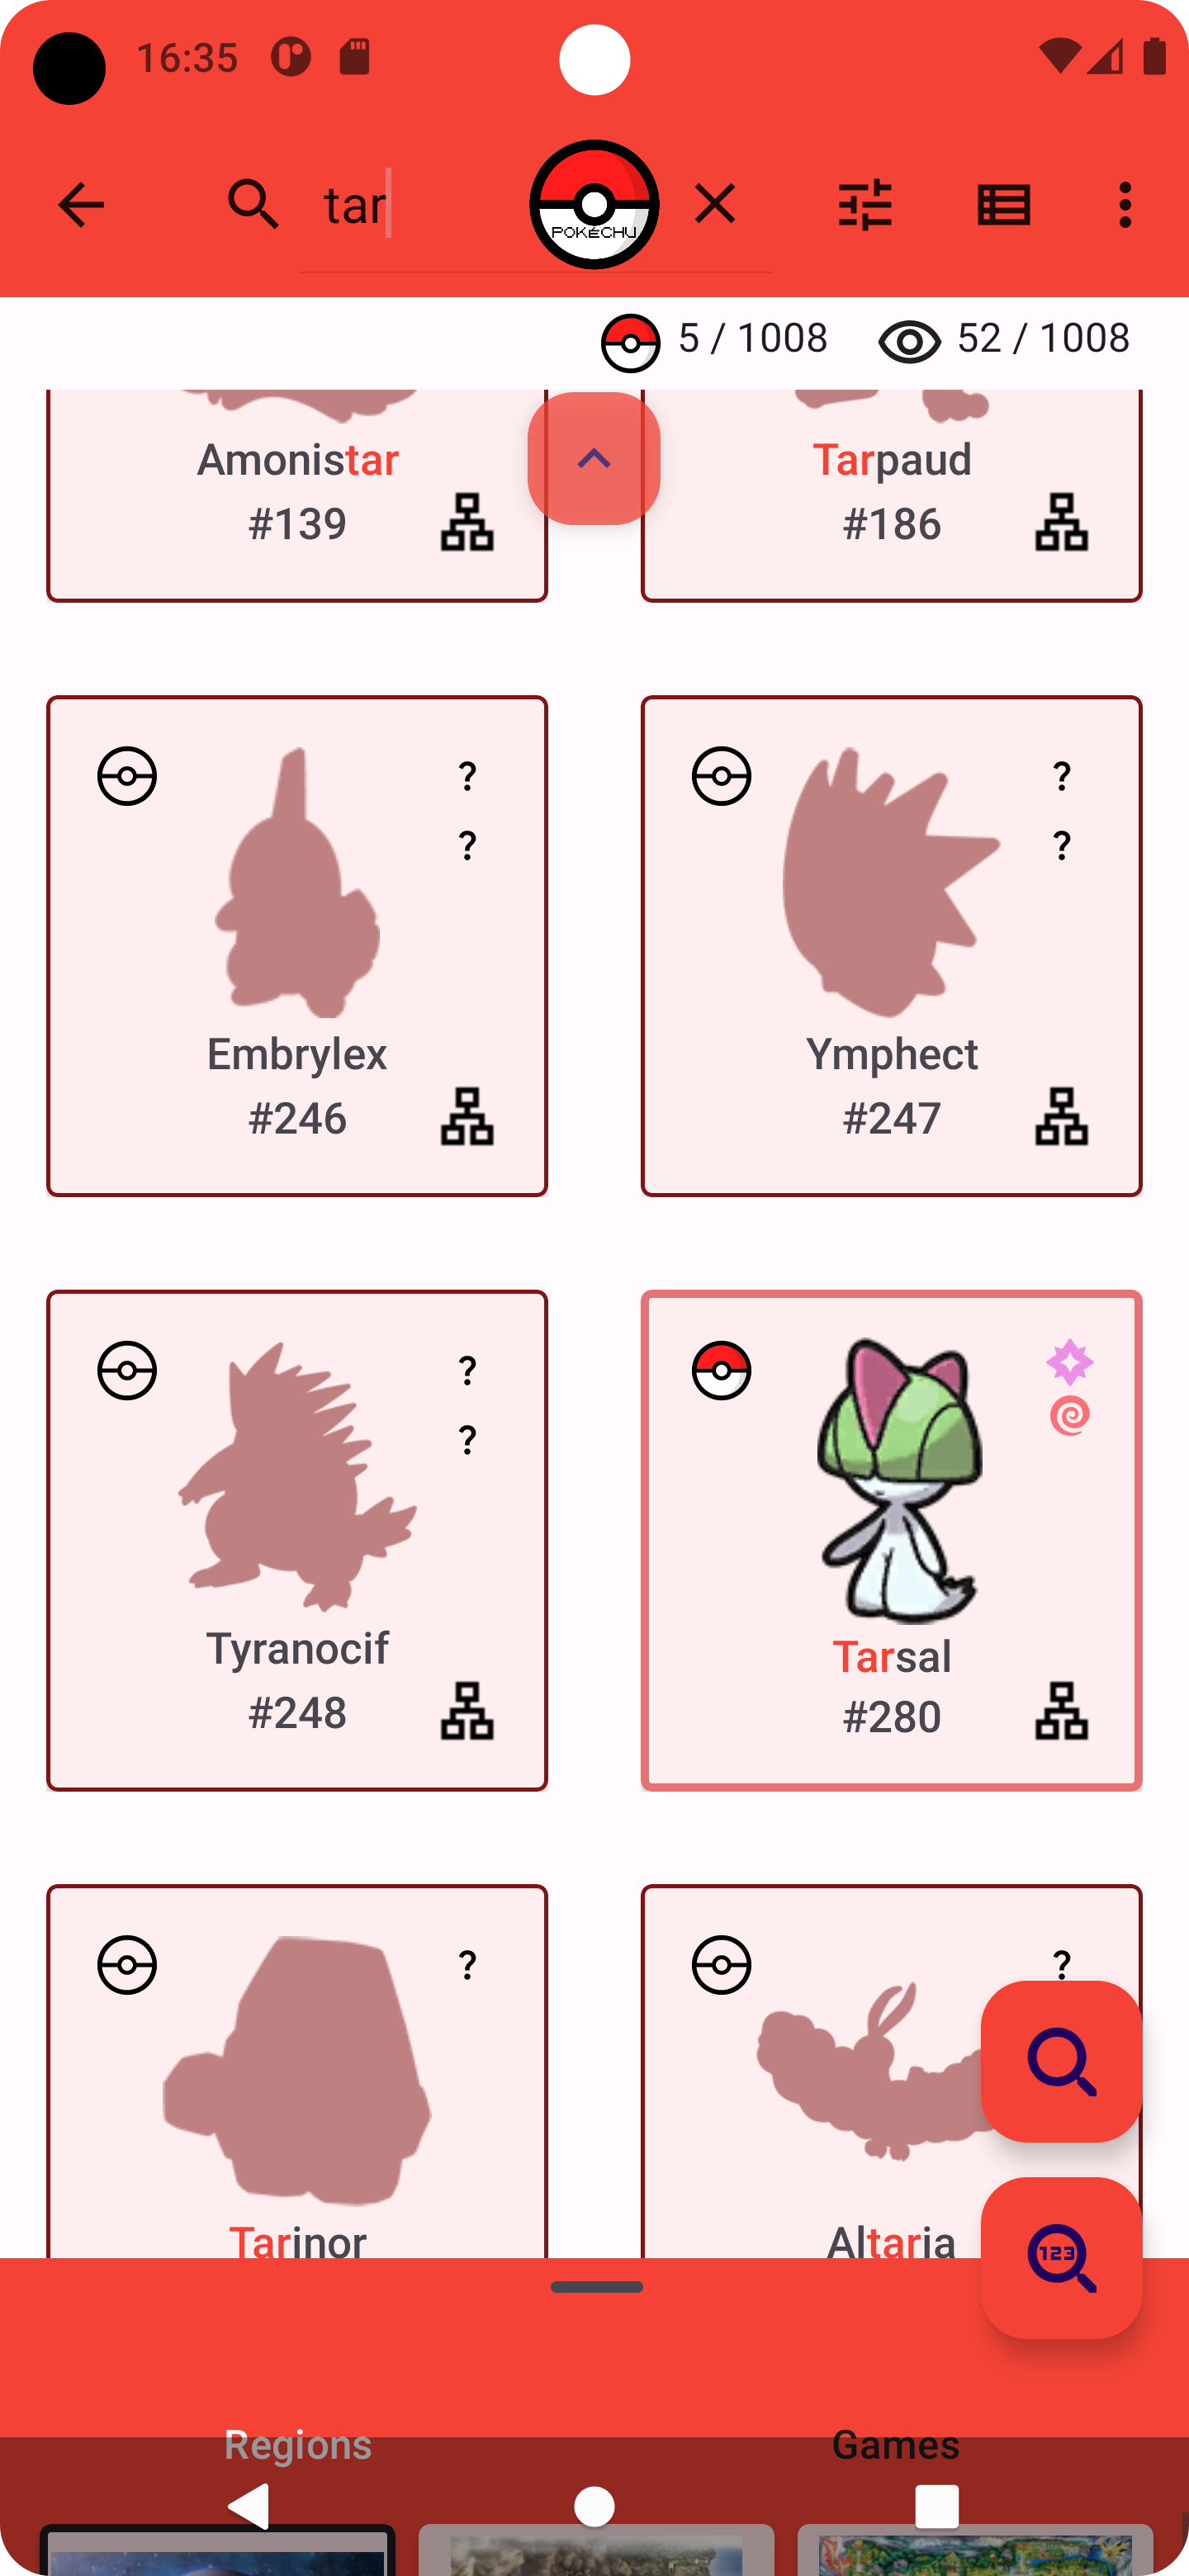 16:35
tar
POKÉCHU
5 / 1008 52 / 1008
Amonistar Tarpaud
#139 #186
? ?
? ?
Embrylex Ymphect
#246 #247
?
?
Tyranocif Tarsal
#248 #280
? ?
Tarinor Altaria
123
Regions Games